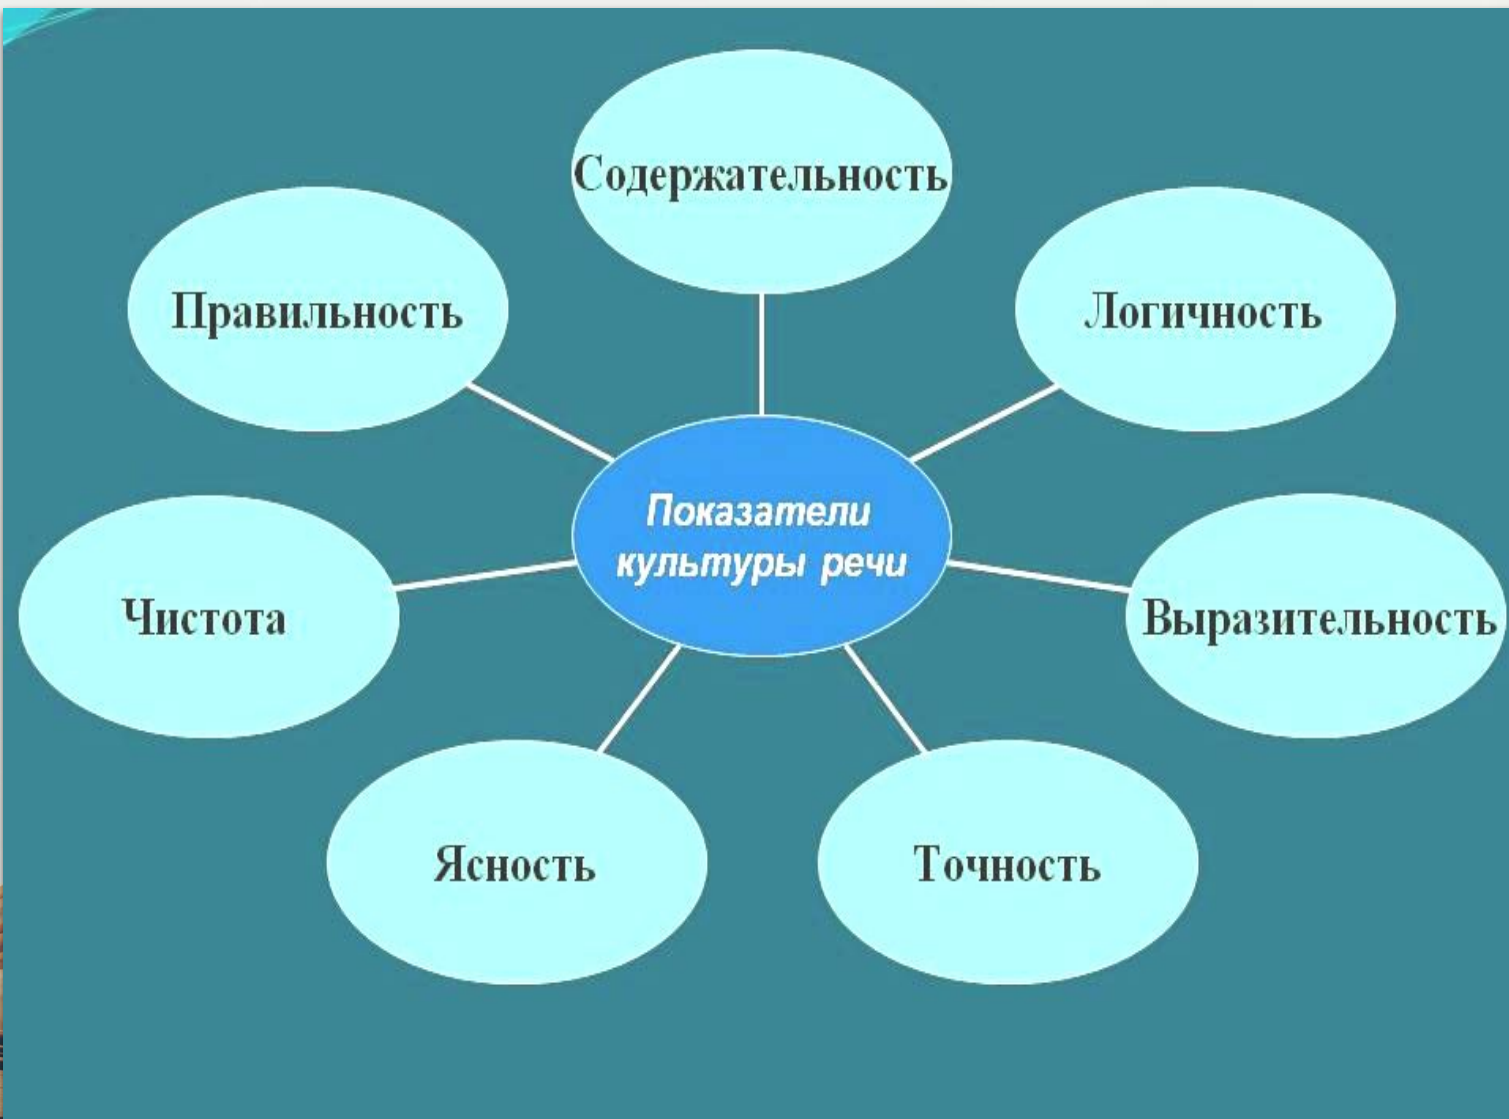 Содержательность
Правильность
Логичность
Показатели
культуры речи
Чистота
Выразительность
Ясность
Точность